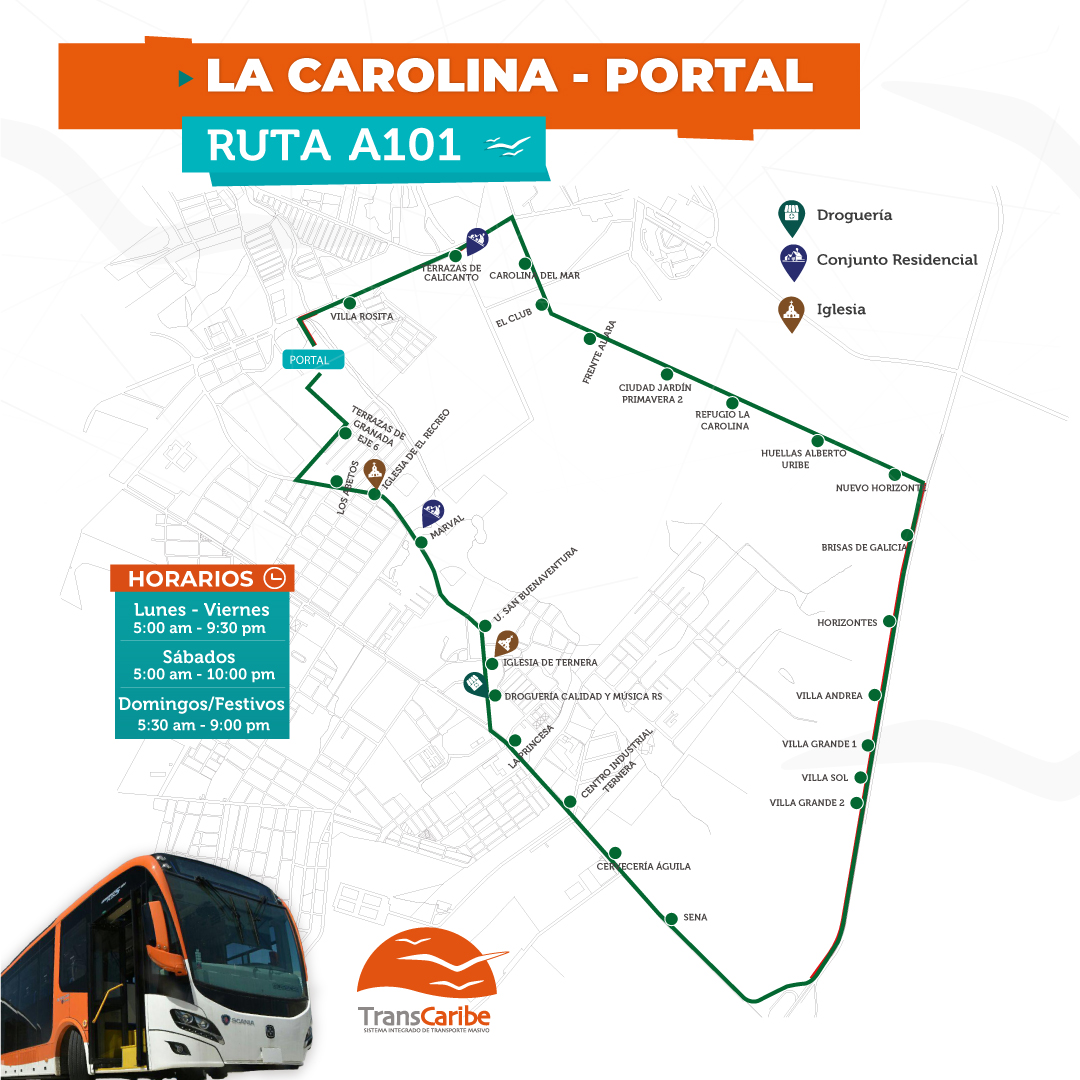 LA CAROLINA - PORTAL
RUTA A101
Droguería
Conjunto Residencial
Iglesia
TERRAZAS DE
CALICANTO
CAROLINA DEL MAR
VILLA ROSITA
EL CLUB
PORTAL
FRENTE AL ARA
CIUDAD JARDÍN
PRIMAVERA 2
REFUGIO LA
CAROLINA
HUELLAS ALBERTO
URIBE
NUEVO HORIZONTE
TERRAZAS DE
GRANADA
EJE 6
LOS ABETOS
IGLESIA DE EL RECREO
MARVAL
BRISAS DE GALICIA
U. SAN BUENAVENTURA
HORIZONTES
IGLESIA DE TERNERA
DROGUERÍA CALIDAD Y MÚSICA RS
VILLA ANDREA
LA PRINCESA
VILLA GRANDE 1
CENTRO INDUSTRIAL
TERNERA
VILLA SOL
VILLA GRANDE 2
CERVECERÍA ÁGUILA
SENA
HORARIOS
Lunes - Viernes
5:00 am - 9:30 pm
Sábados
5:00 am - 10:00 pm
Domingos/Festivos
5:30 am - 9:00 pm
SCANIA
TransCaribe
SISTEMA INTEGRADO DE TRANSPORTE MASIVO